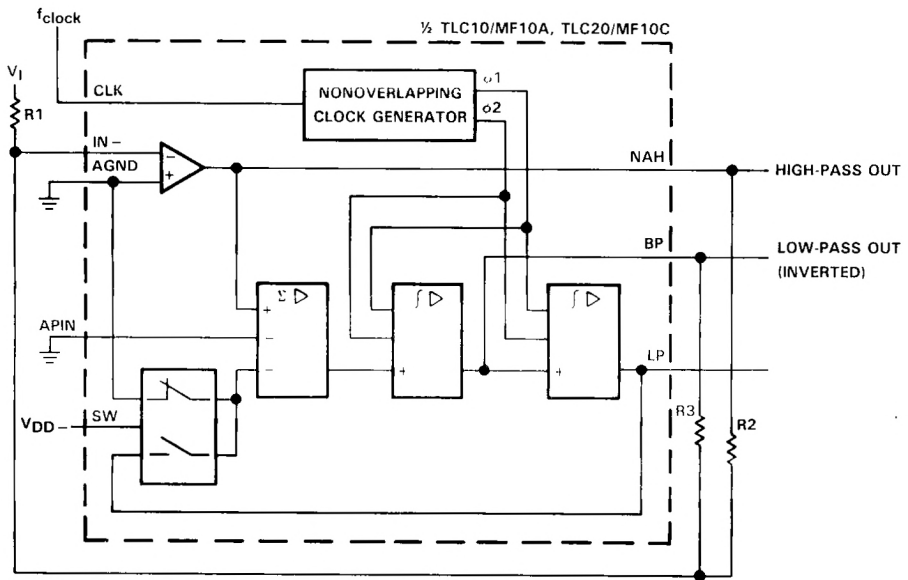 fclock
½ TLC10/MF10A, TLC20/MF10C
VI
CLK
NONOVERLAPPING
CLOCK GENERATOR
φ1
φ2
R1
IN–
AGND
–
+
NAH
HIGH-PASS OUT
BP
LOW-PASS OUT
(INVERTED)
Σ ▷
∫ ▷
∫ ▷
+
APIN
–
–
+
+
LP
VDD–
SW
R3
R2